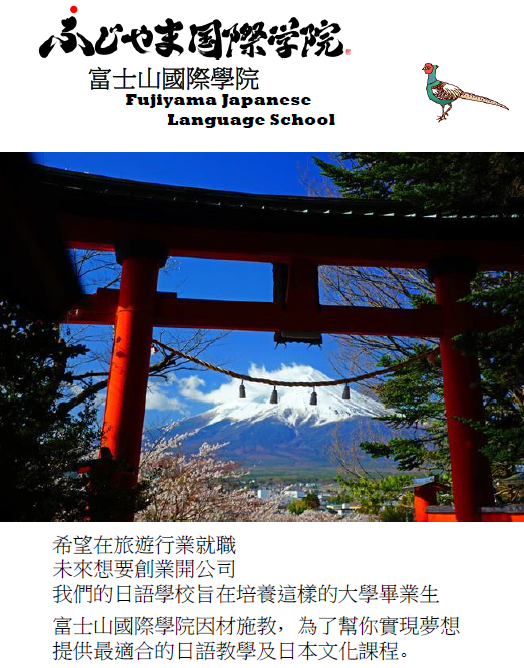 ふじやま国際学院
富士山國際學院
Fujiyama Japanese
Language School
希望在旅遊行業就職
未來想要創業開公司
我們的日語學校旨在培養這樣的大學畢業生
富士山國際學院因材施教，為了幫你實現夢想
提供最適合的日語教學及日本文化課程。